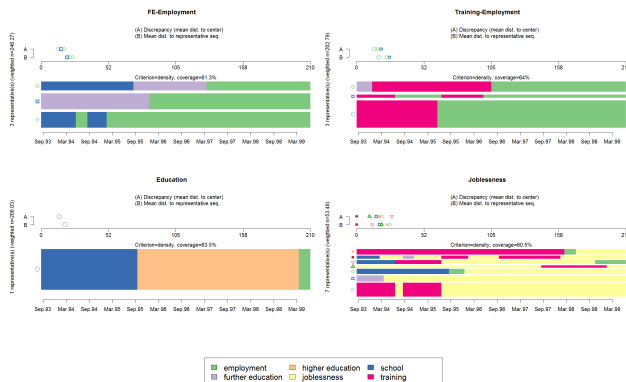 FE-Employment
(A) Discrepancy (mean dist. to center)
(B) Mean dist. to representative seq.
A
B
0 52 105 158 210
Criterion=density, coverage=61.3%
3 representative(s) (weighted n=246.27)
Sep.93 Mar.94 Sep.94 Mar.95 Sep.95 Mar.96 Sep.96 Mar.97 Sep.97 Mar.98 Sep.98 Mar.99
Training-Employment
(A) Discrepancy (mean dist. to center)
(B) Mean dist. to representative seq.
A
B
0 52 105 158 210
Criterion=density, coverage=64%
3 representative(s) (weighted n=202.79)
Sep.93 Mar.94 Sep.94 Mar.95 Sep.95 Mar.96 Sep.96 Mar.97 Sep.97 Mar.98 Sep.98 Mar.99
Education
(A) Discrepancy (mean dist. to center)
(B) Mean dist. to representative seq.
A
B
0 52 105 158 210
Criterion=density, coverage=63.5%
1 representative(s) (weighted n=209.03)
Sep.93 Mar.94 Sep.94 Mar.95 Sep.95 Mar.96 Sep.96 Mar.97 Sep.97 Mar.98 Sep.98 Mar.99
Joblessness
(A) Discrepancy (mean dist. to center)
(B) Mean dist. to representative seq.
A
B
0 52 105 158
Criterion=density, coverage=60.5%
7 representative(s) (weighted n=53.48)
Sep.93 Mar.94 Sep.94 Mar.95 Sep.95 Mar.96 Sep.96 Mar.97 Sep.97 Mar.98 Sep.98 Mar.99
employment higher education school
further education joblessness training